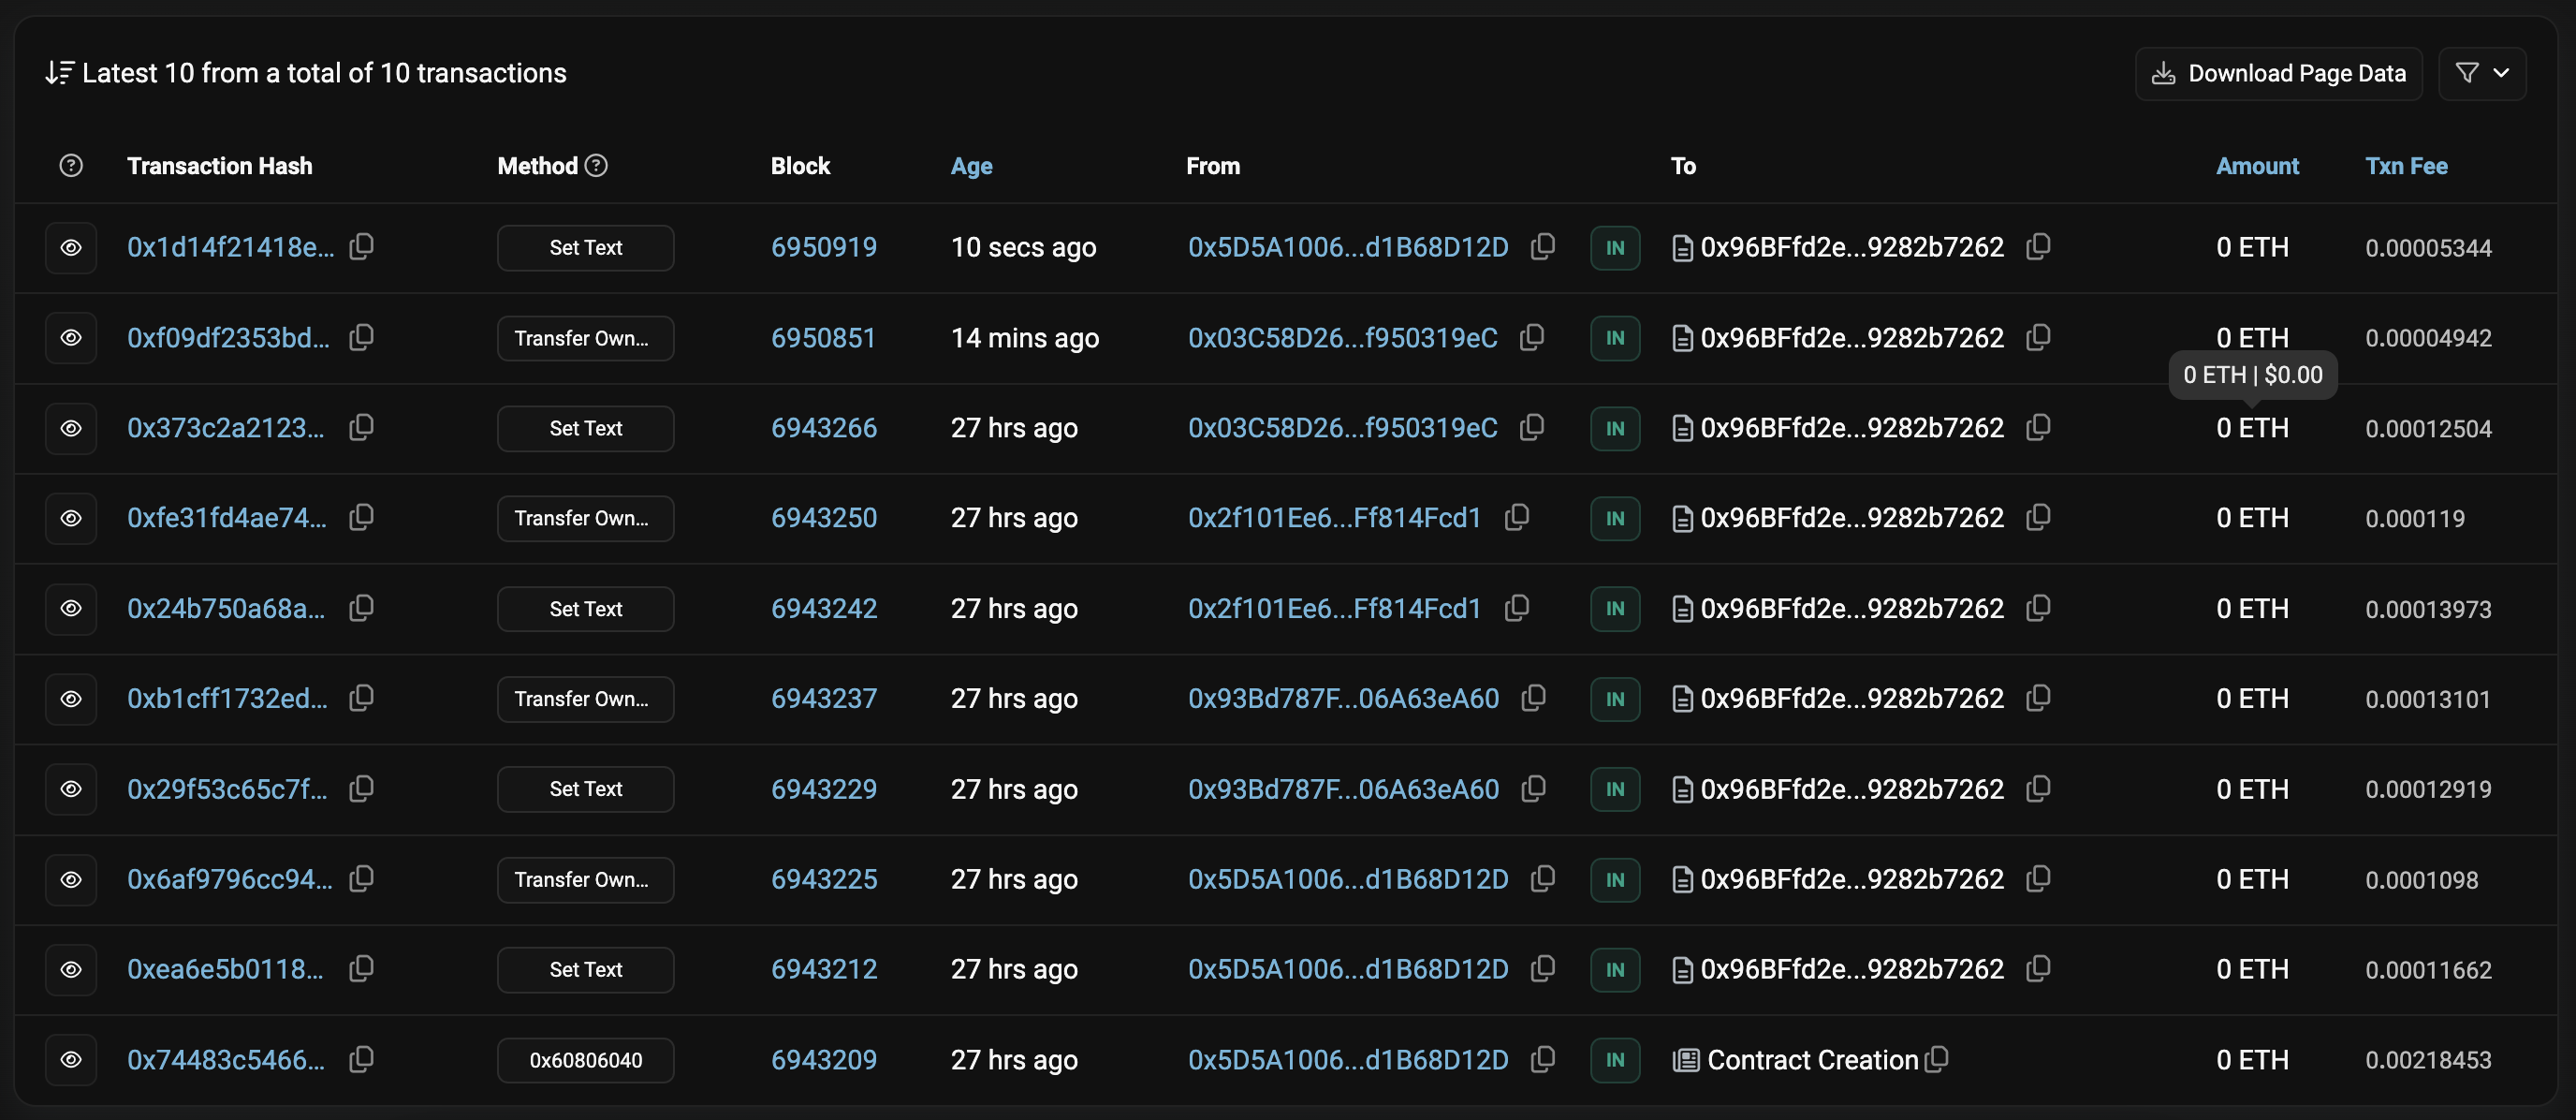 Latest 10 from a total of 10 transactions
Download Page Data
Transaction Hash Method Block Age From To Amount Txn Fee
0x1d14f21418e... Set Text 6950919 10 secs ago 0x5D5A1006...d1B68D12D IN 0x96BFfd2e...9282b7262 0 ETH 0.00005344
0xf09df2353bd... Transfer Own... 6950851 14 mins ago 0x03C58D26...f950319eC IN 0x96BFfd2e...9282b7262 0 ETH 0.00004942
0 ETH | $0.00
0x373c2a2123... Set Text 6943266 27 hrs ago 0x03C58D26...f950319eC IN 0x96BFfd2e...9282b7262 0 ETH 0.00012504
0xfe31fd4ae74... Transfer Own... 6943250 27 hrs ago 0x2f101Ee6...Ff814Fcd1 IN 0x96BFfd2e...9282b7262 0 ETH 0.000119
0x24b750a68a... Set Text 6943242 27 hrs ago 0x2f101Ee6...Ff814Fcd1 IN 0x96BFfd2e...9282b7262 0 ETH 0.00013973
0xb1cff1732ed... Transfer Own... 6943237 27 hrs ago 0x93Bd787F...06A63eA60 IN 0x96BFfd2e...9282b7262 0 ETH 0.00013101
0x29f53c65c7f... Set Text 6943229 27 hrs ago 0x93Bd787F...06A63eA60 IN 0x96BFfd2e...9282b7262 0 ETH 0.00012919
0x6af9796cc94... Transfer Own... 6943225 27 hrs ago 0x5D5A1006...d1B68D12D IN 0x96BFfd2e...9282b7262 0 ETH 0.0001098
0xea6e5b0118... Set Text 6943212 27 hrs ago 0x5D5A1006...d1B68D12D IN 0x96BFfd2e...9282b7262 0 ETH 0.00011662
0x74483c5466... 0x60806040 6943209 27 hrs ago 0x5D5A1006...d1B68D12D IN Contract Creation 0 ETH 0.00218453